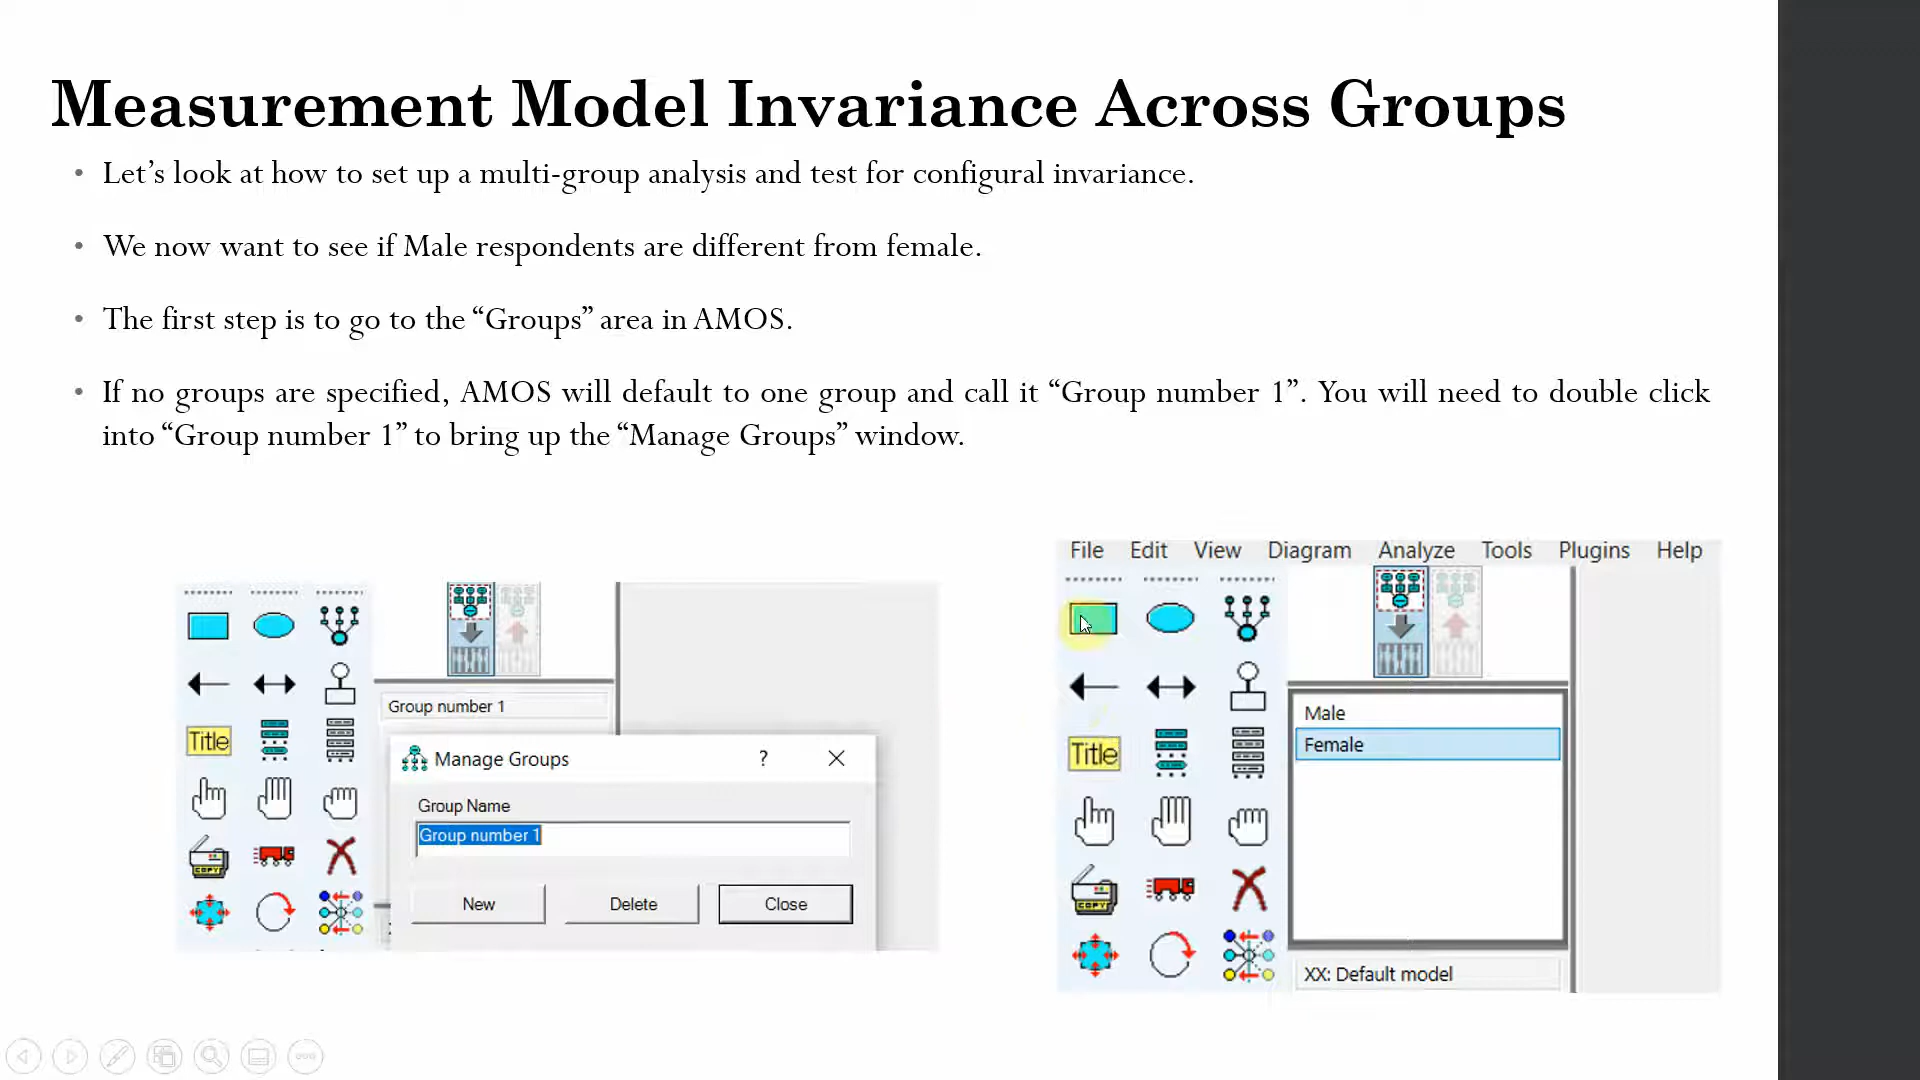 Measurement Model Invariance Across Groups
• Let’s look at how to set up a multi-group analysis and test for configural invariance.
• We now want to see if Male respondents are different from female.
• The first step is to go to the “Groups” area in AMOS.
• If no groups are specified, AMOS will default to one group and call it “Group number 1”. You will need to double click
into “Group number 1” to bring up the “Manage Groups” window.
Group number 1
Title
Manage Groups ? ×
Group Name
Group number 1
COPY
New Delete Close
File Edit View Diagram Analyze Tools Plugins Help
Male
Female
Title
COPY
XX: Default model